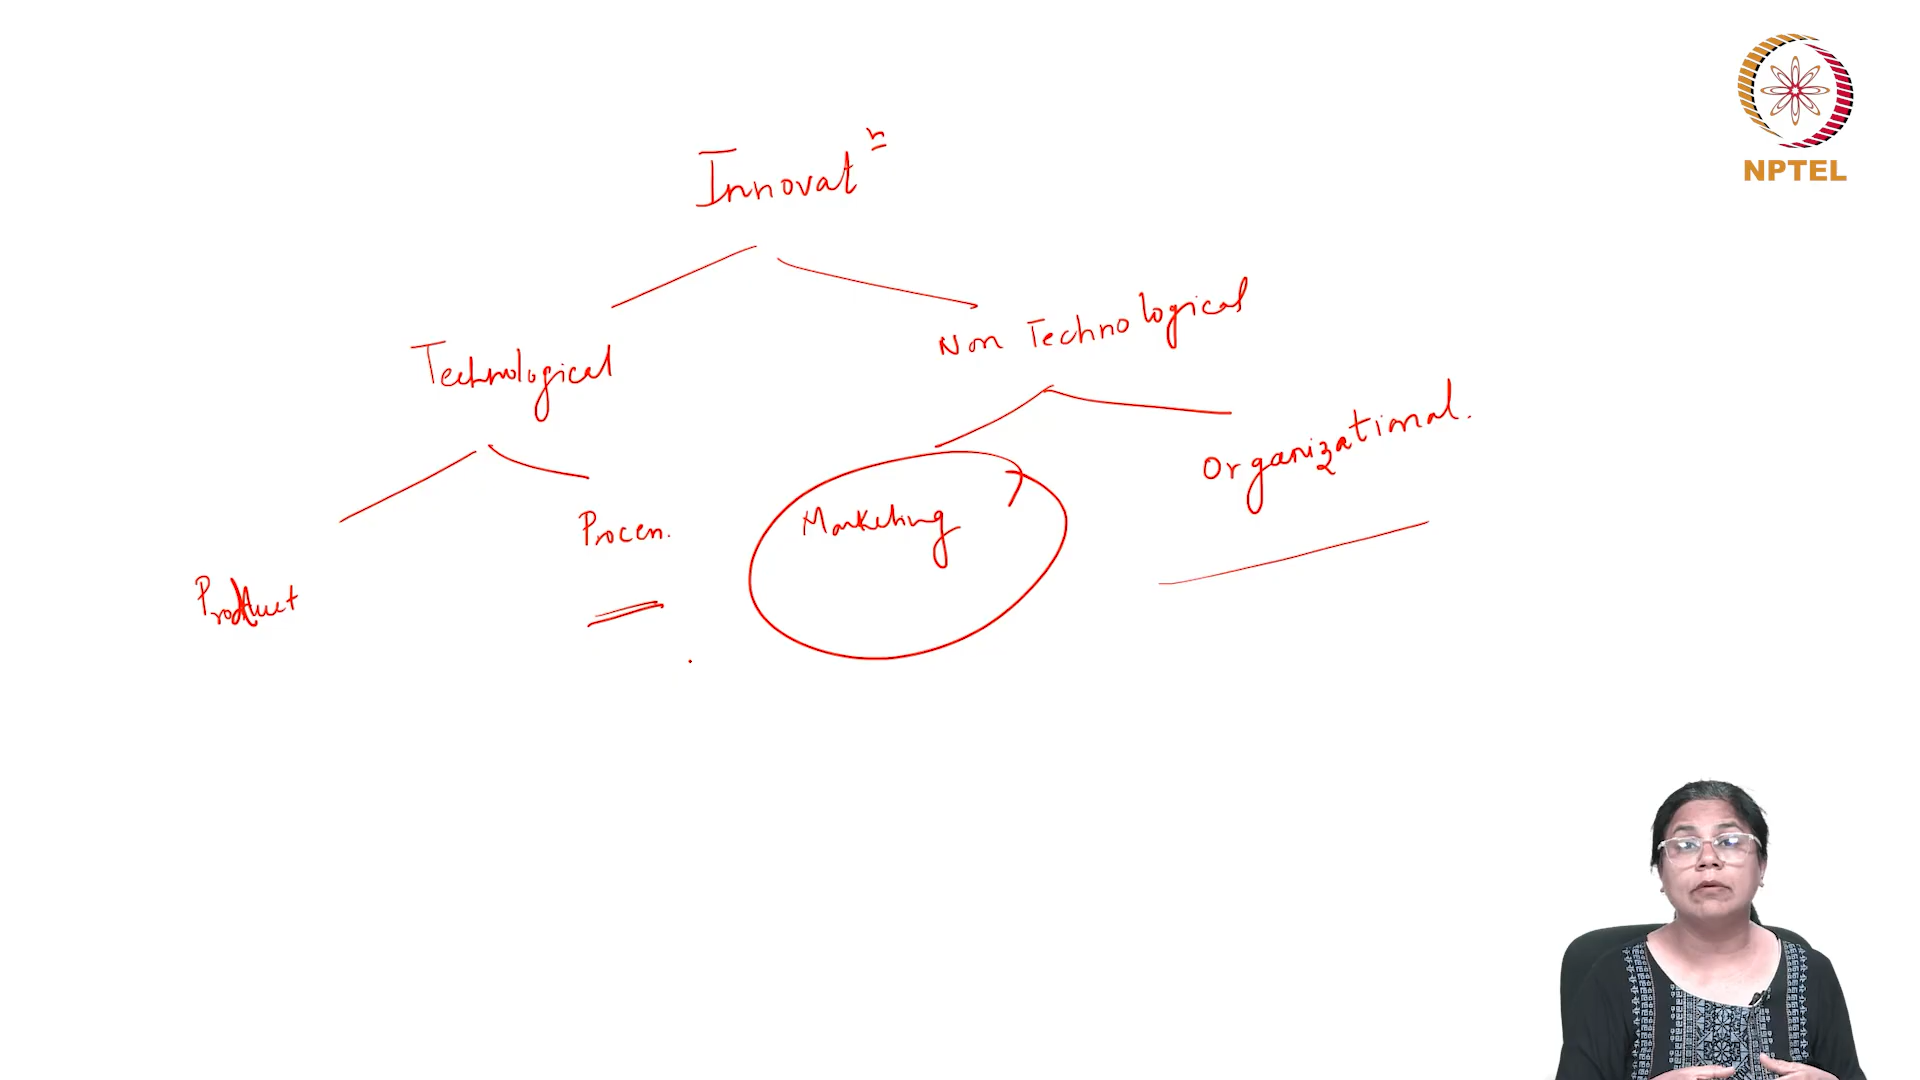 Innovatn
NPTEL
Technological
Non Technological
Product
Process.
Marketing
Organizational.